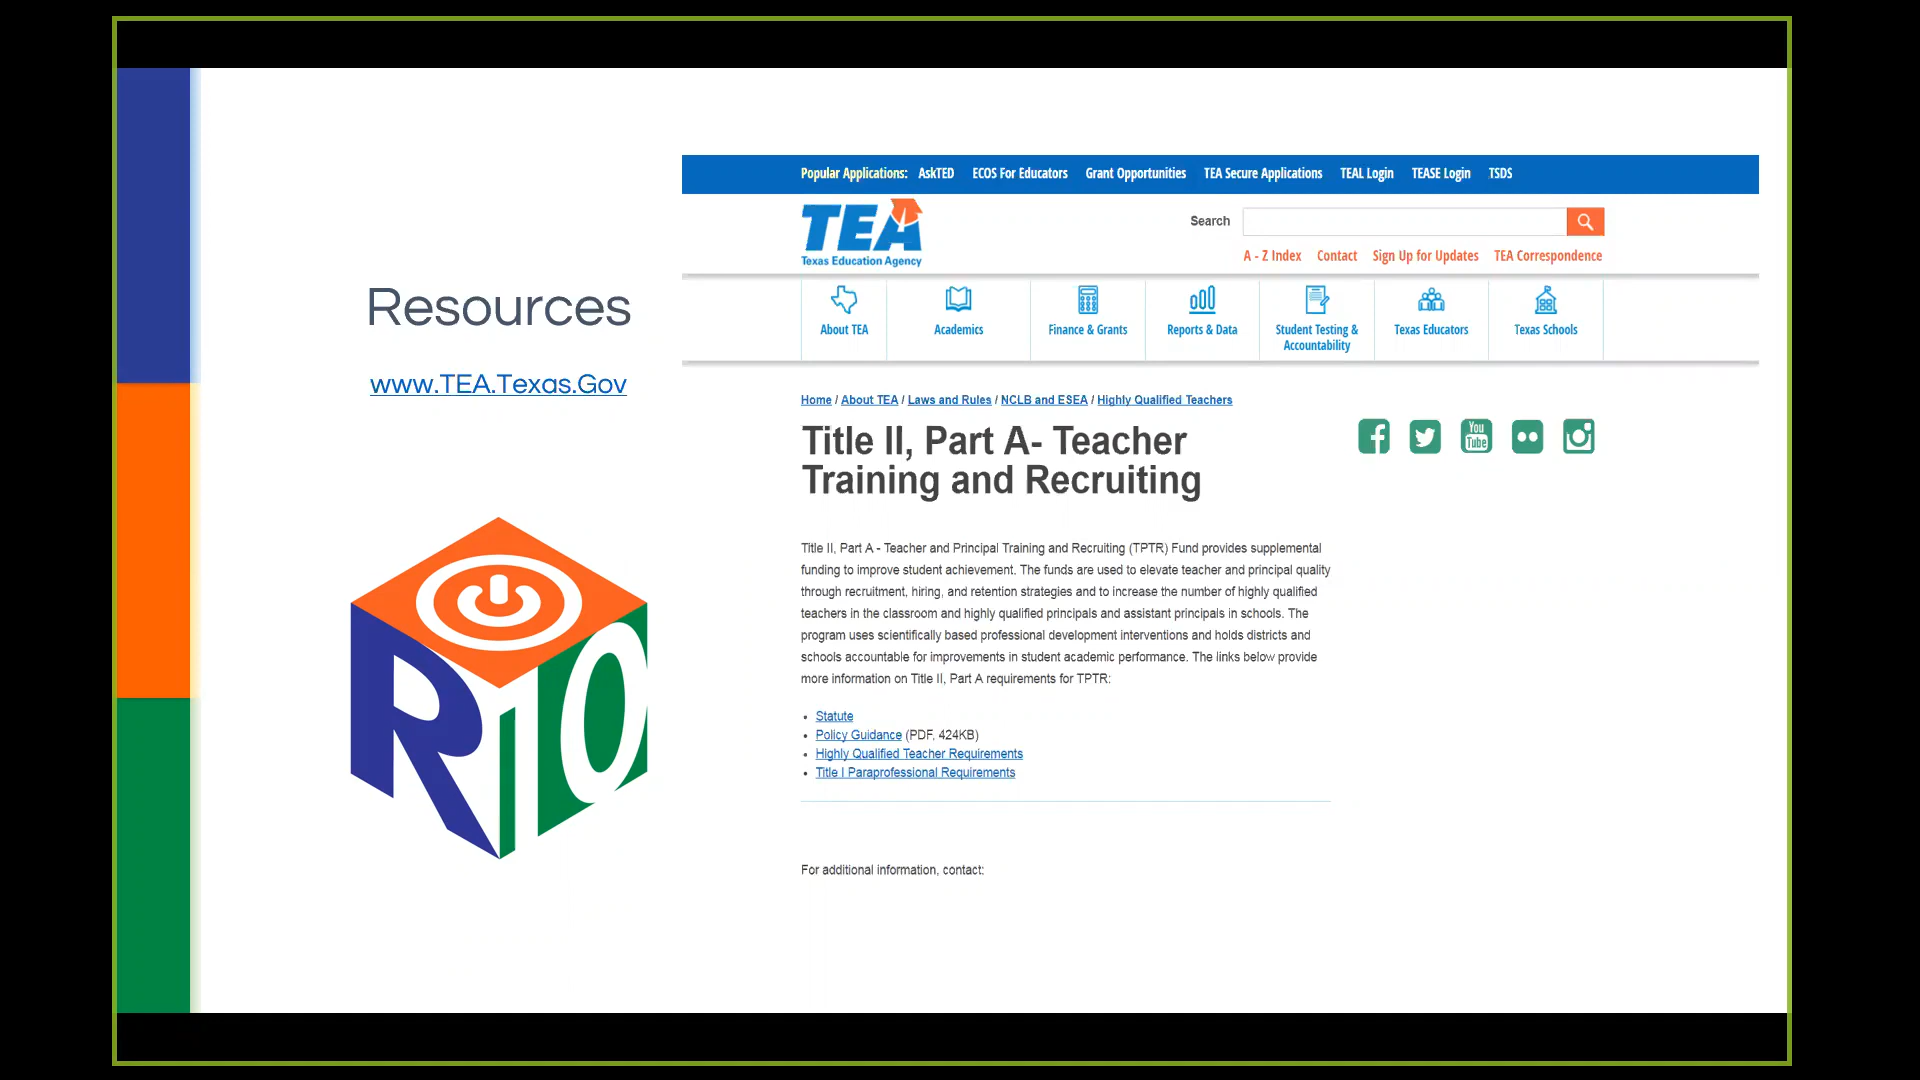 Resources
www.TEA.Texas.Gov
R10
Popular Applications: AskTED ECOS For Educators Grant Opportunities TEA Secure Applications TEAL Login TEASE Login TSDS
TEA
Texas Education Agency
Search
A - Z Index Contact Sign Up for Updates TEA Correspondence
About TEA
Academics
Finance & Grants
Reports & Data
Student Testing &
Accountability
Texas Educators
Texas Schools
Home / About TEA / Laws and Rules / NCLB and ESEA / Highly Qualified Teachers
You
Tube
Title II, Part A- Teacher
Training and Recruiting
Title II, Part A - Teacher and Principal Training and Recruiting (TPTR) Fund provides supplemental
funding to improve student achievement. The funds are used to elevate teacher and principal quality
through recruitment, hiring, and retention strategies and to increase the number of highly qualified
teachers in the classroom and highly qualified principals and assistant principals in schools. The
program uses scientifically based professional development interventions and holds districts and
schools accountable for improvements in student academic performance. The links below provide
more information on Title II, Part A requirements for TPTR:
• Statute
• Policy Guidance (PDF, 424KB)
• Highly Qualified Teacher Requirements
• Title I Paraprofessional Requirements
For additional information, contact: